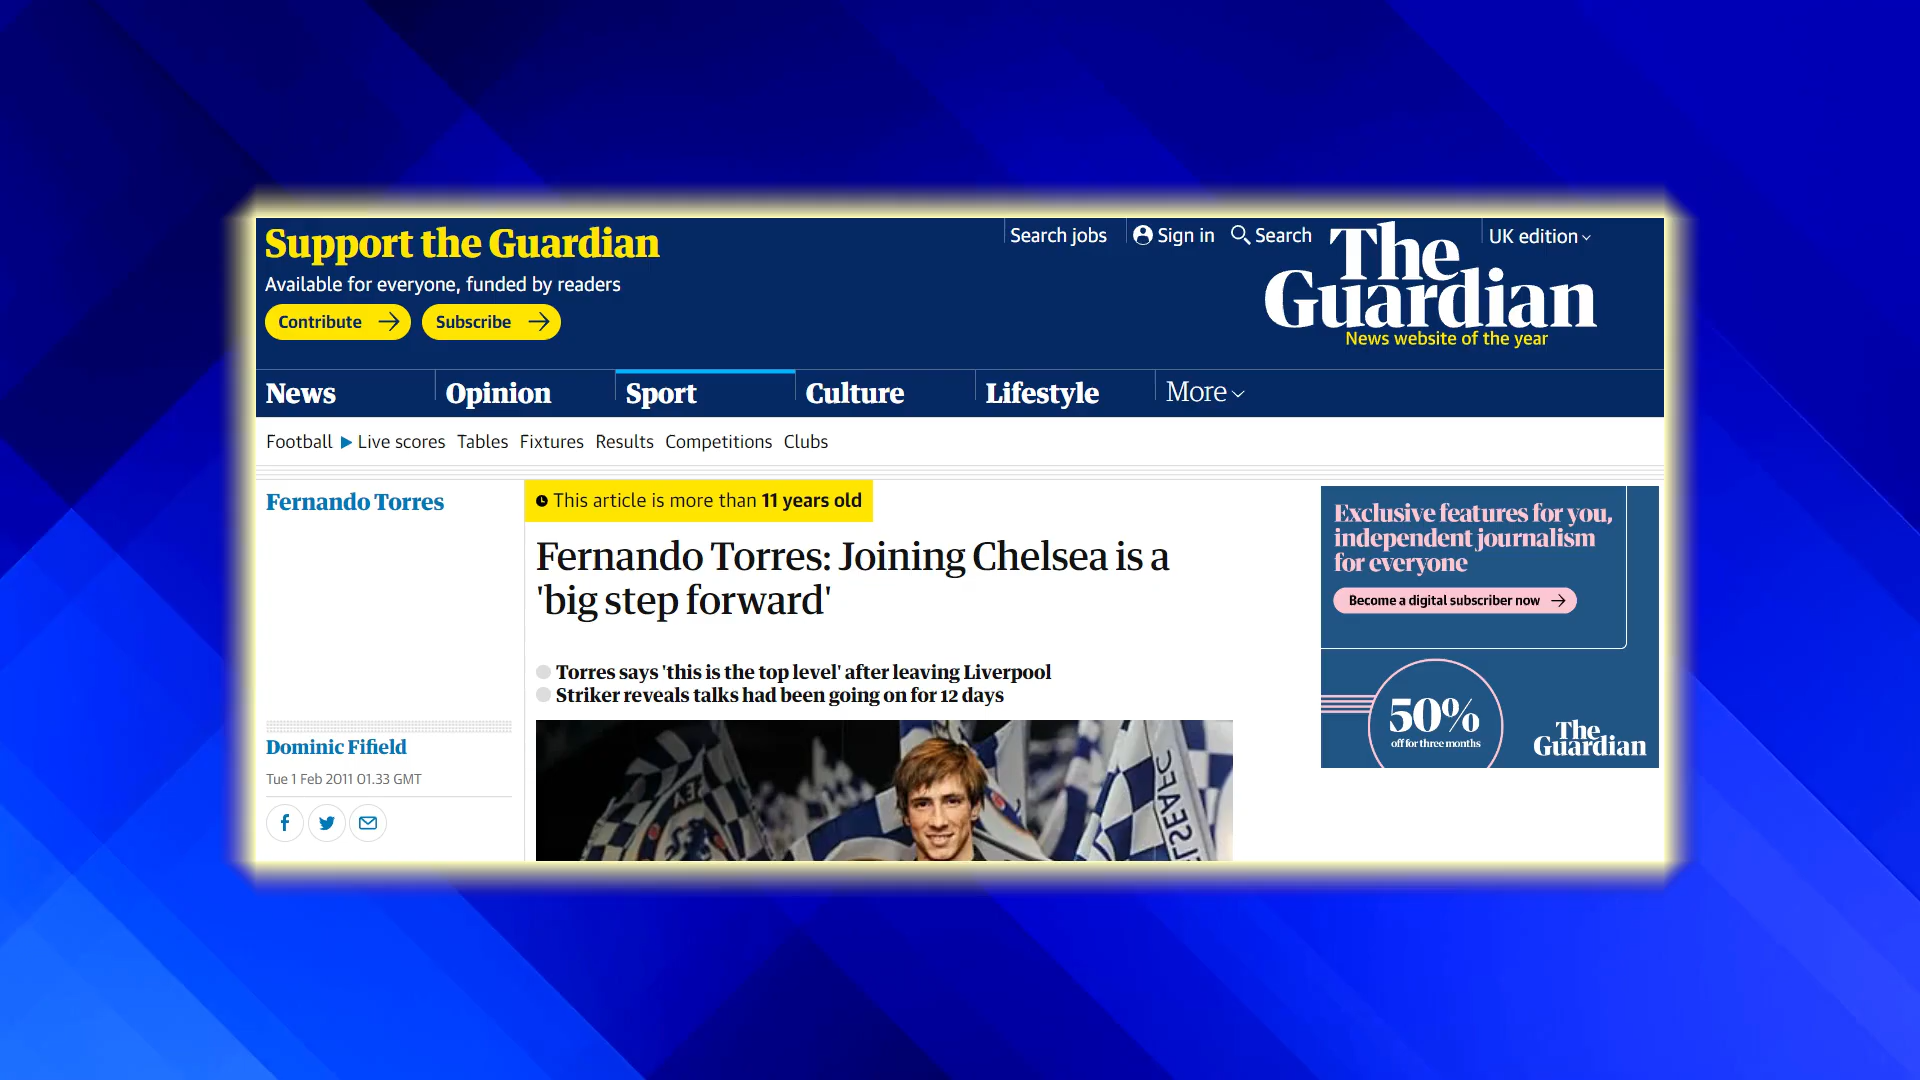 Support the Guardian
Available for everyone, funded by readers
Contribute
Subscribe
Search jobs
Sign in
Search
UK edition
The
Guardian
News website of the year
News
Opinion
Sport
Culture
Lifestyle
More
Football
Live scores
Tables
Fixtures
Results
Competitions
Clubs
Fernando Torres
This article is more than 11 years old
Fernando Torres: Joining Chelsea is a
'big step forward'
Torres says 'this is the top level' after leaving Liverpool
Striker reveals talks had been going on for 12 days
Dominic Fifield
Tue 1 Feb 2011 01.33 GMT
Exclusive features for you,
independent journalism
for everyone
Become a digital subscriber now
50%
off for three months
The
Guardian